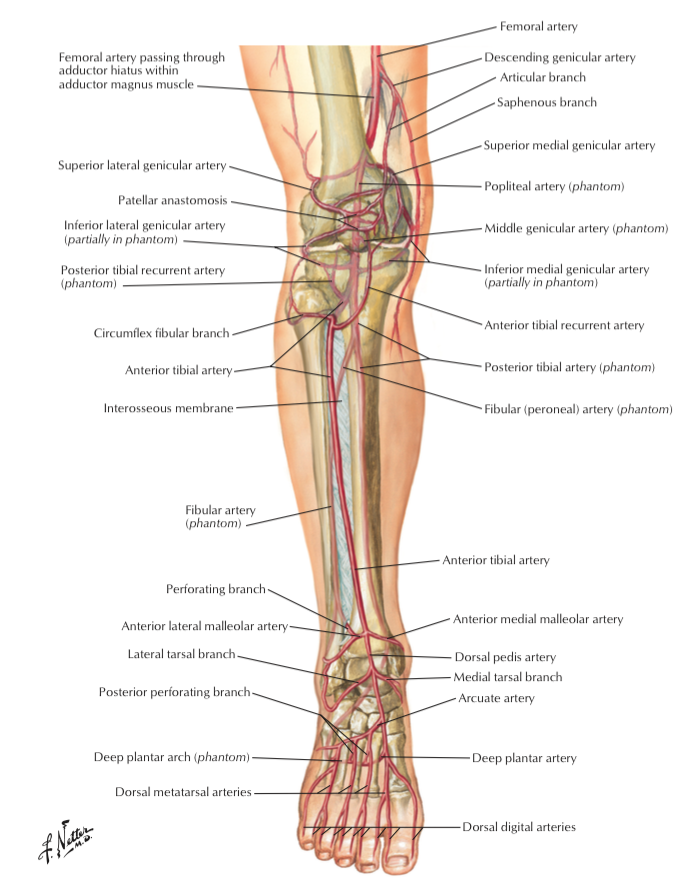 Femoral artery
Femoral artery passing through
adductor hiatus within
adductor magnus muscle
Descending genicular artery
Articular branch
Saphenous branch
Superior medial genicular artery
Superior lateral genicular artery
Popliteal artery (phantom)
Patellar anastomosis
Inferior lateral genicular artery
(partially in phantom)
Middle genicular artery (phantom)
Posterior tibial recurrent artery
(phantom)
Inferior medial genicular artery
(partially in phantom)
Circumflex fibular branch
Anterior tibial recurrent artery
Anterior tibial artery
Posterior tibial artery (phantom)
Interosseous membrane
Fibular (peroneal) artery (phantom)
Fibular artery
(phantom)
Anterior tibial artery
Perforating branch
Anterior lateral malleolar artery
Anterior medial malleolar artery
Lateral tarsal branch
Dorsal pedis artery
Medial tarsal branch
Posterior perforating branch
Arcuate artery
Deep plantar arch (phantom)
Deep plantar artery
Dorsal metatarsal arteries
Dorsal digital arteries
F. Netter
M.D.